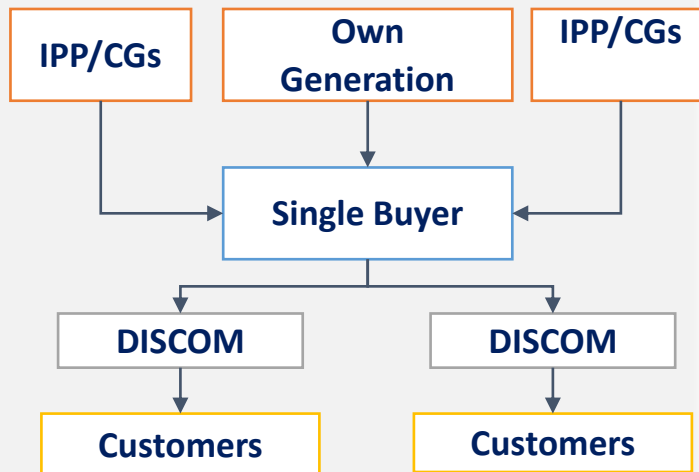 IPP/CGs
Own
Generation
IPP/CGs
Single Buyer
DISCOM
DISCOM
Customers
Customers